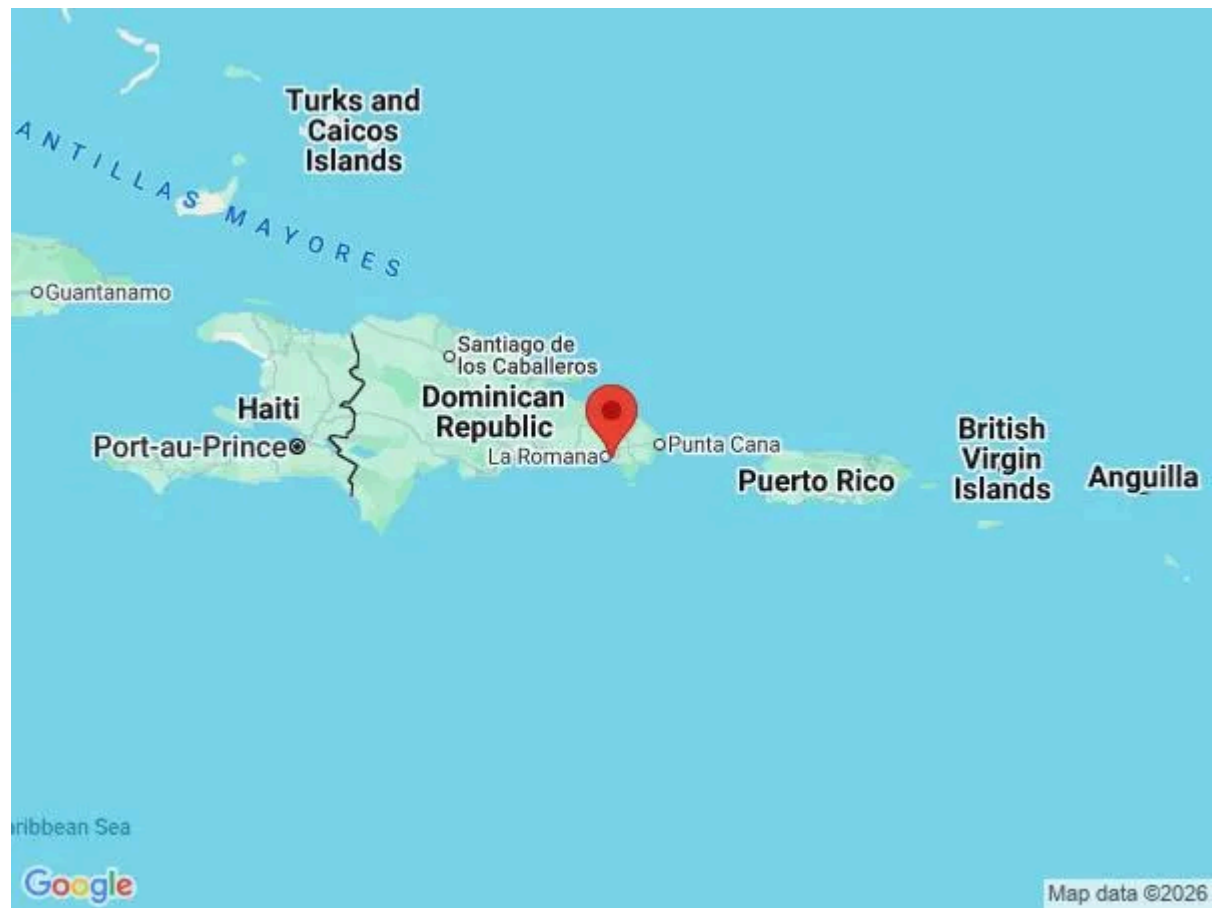 Turks and
Caicos
Islands
ANTILLAS MAYORES
Guantanamo
Santiago de
los Caballeros
Dominican
Republic
Haiti
Port-au-Prince
La Romana
Punta Cana
Puerto Rico
British
Virgin
Islands
Anguilla
Sea
Google
Map data ©2026